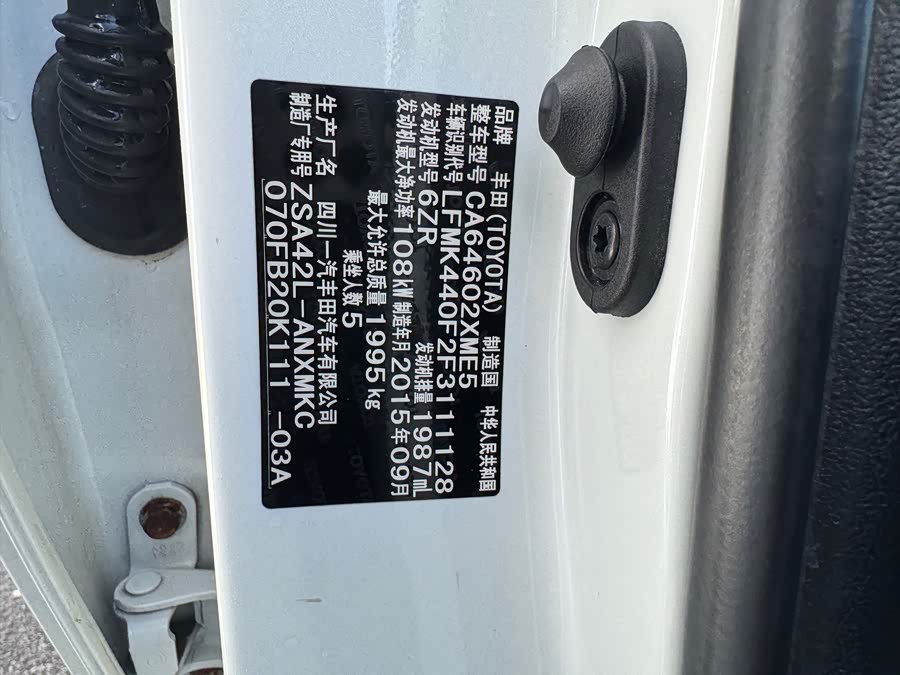 品牌 丰田(TOYOTA) 制造国 中华人民共和国
整车型号 CA64602XME5
车辆识别代号 LFMK440F2F3111128
发动机型号 6ZR 发动机排量 1987mL
发动机最大净功率 108kW 制造年月 2015年09月
最大允许总质量 1995kg
乘坐人数 5
生产厂名 四川一汽丰田汽车有限公司
制造厂专用号 ZSA42L-ANXMKC
070FB20K111-03A